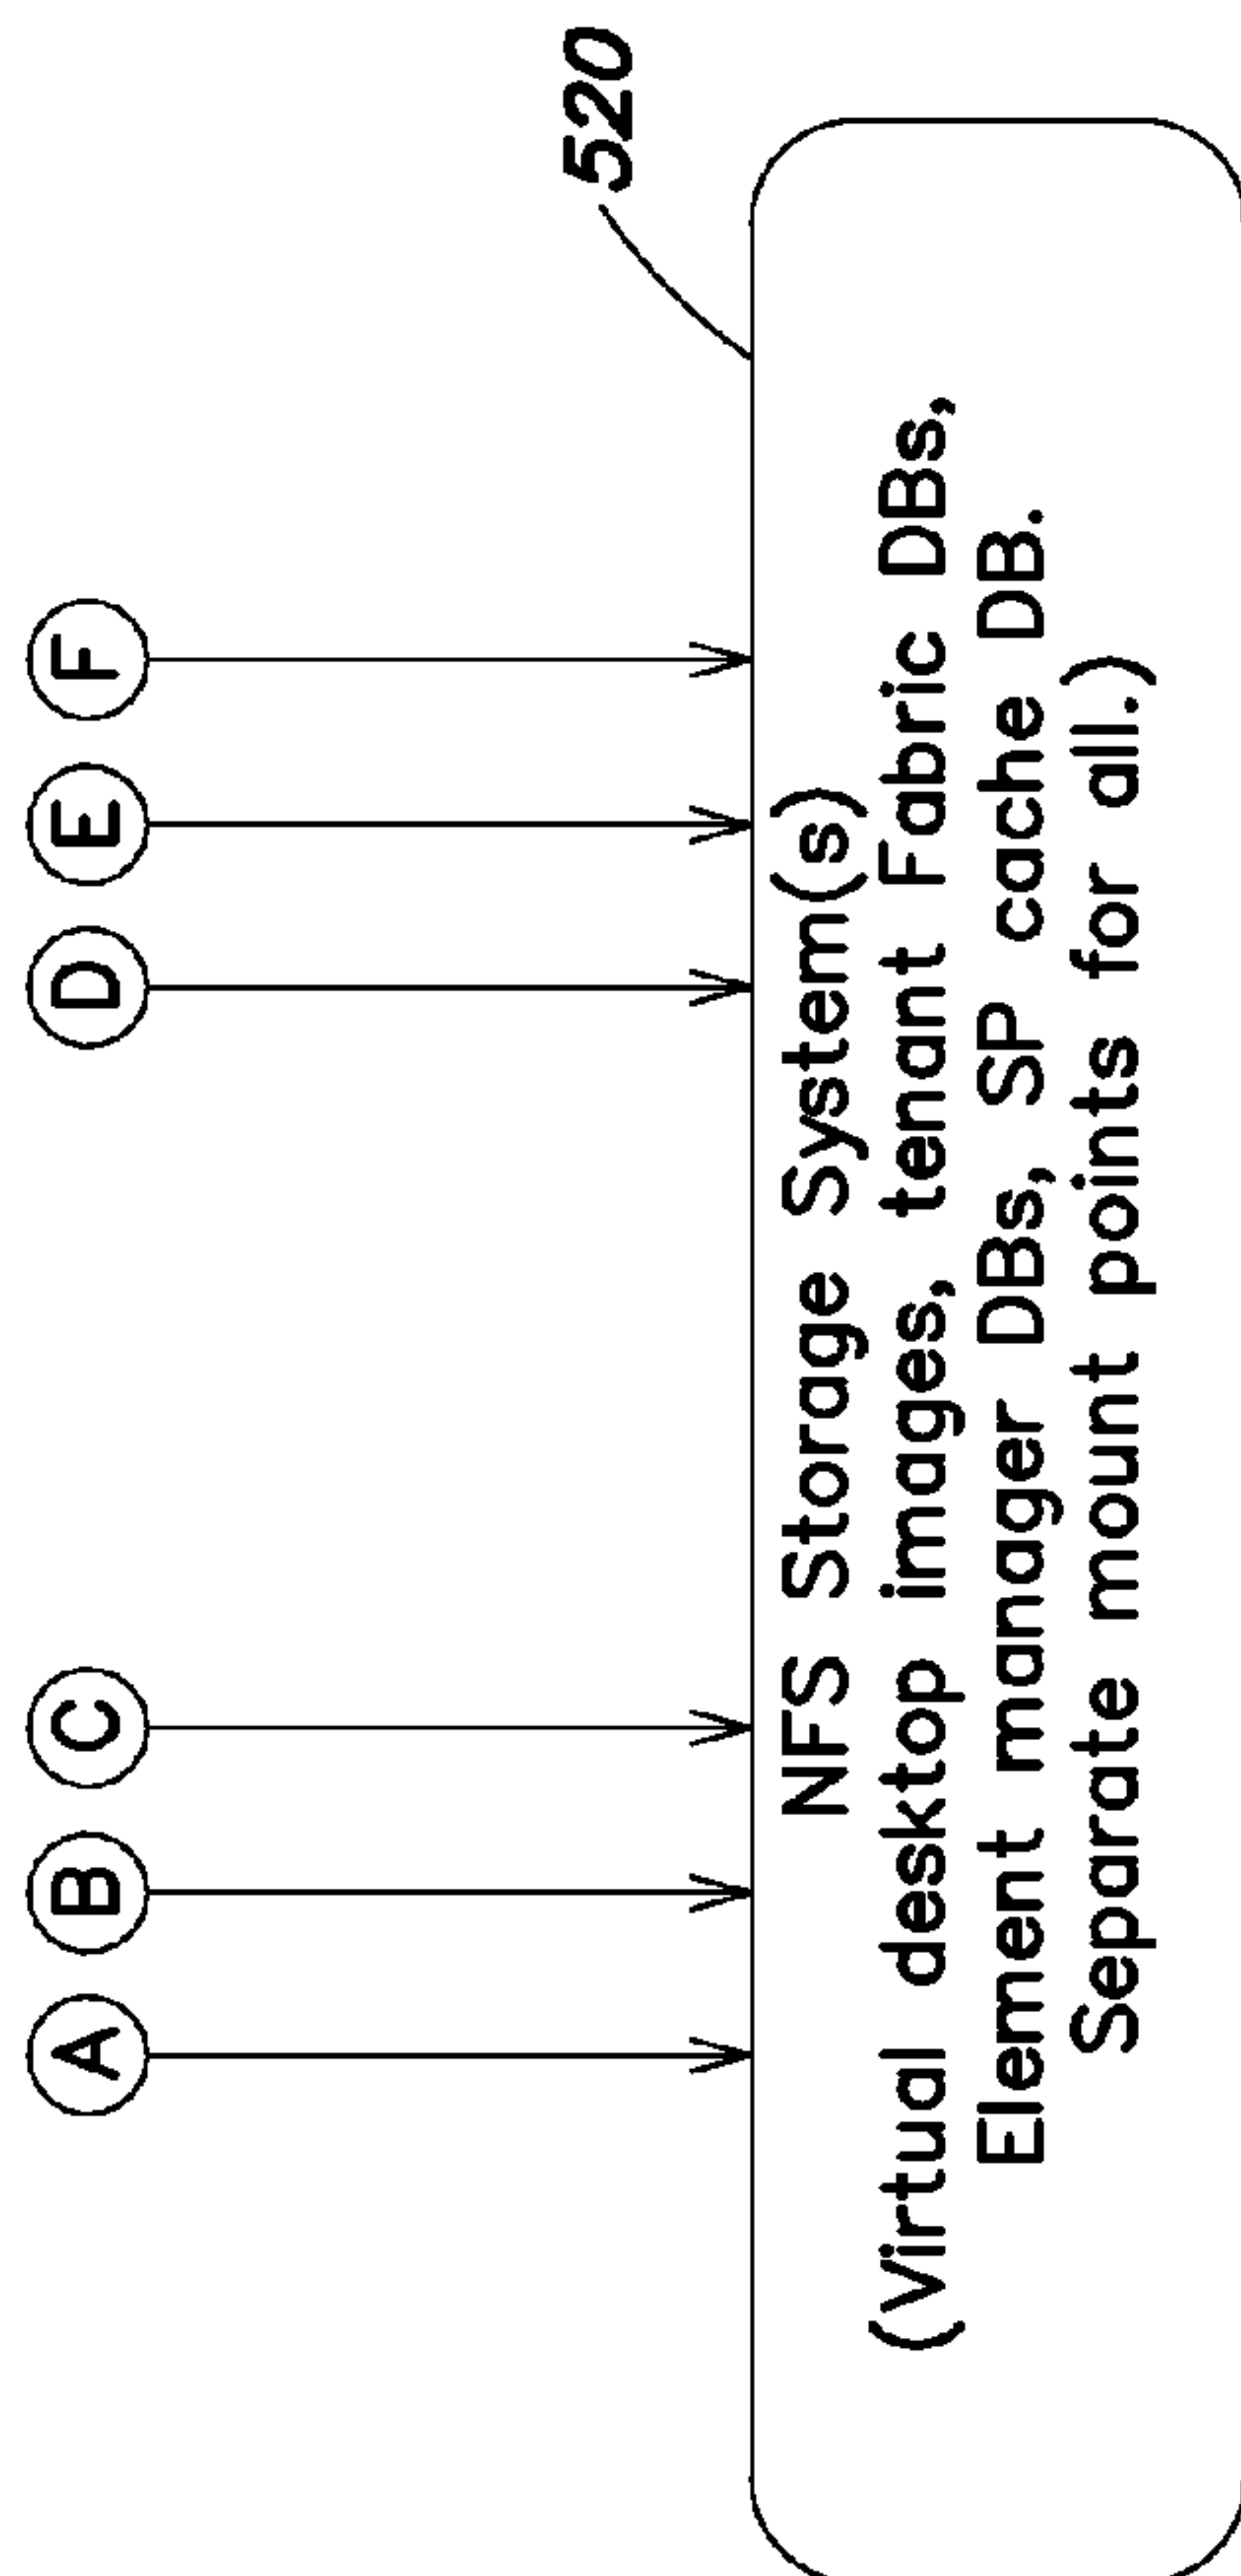 A B C D E F
520
NFS Storage System(s)
(Virtual desktop images, tenant Fabric DBs,
Element manager DBs, SP cache DB.
Separate mount points for all.)